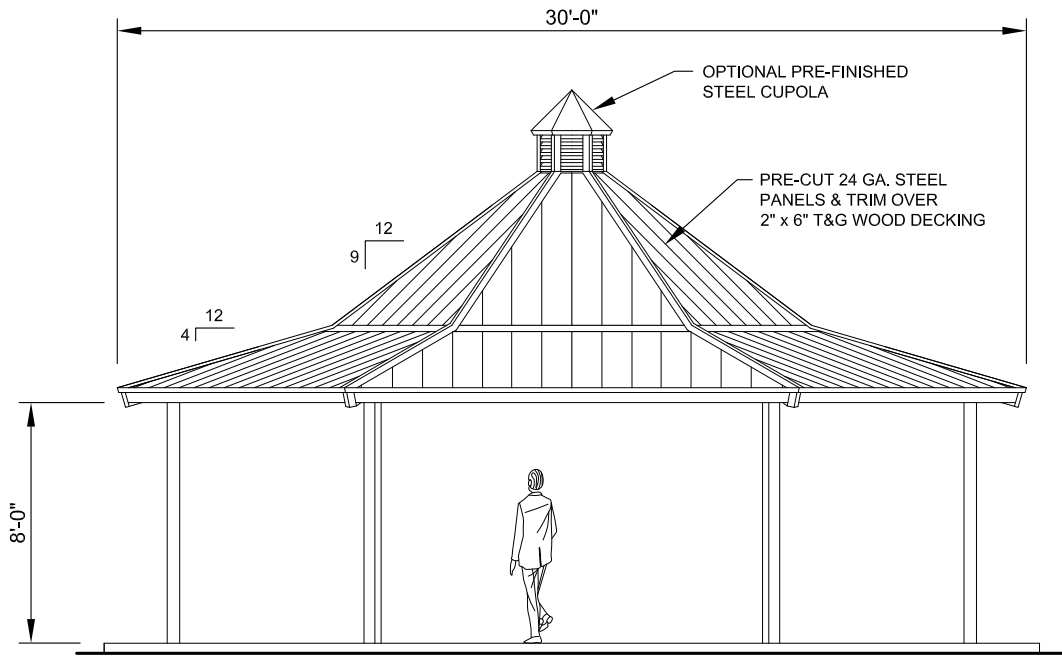 30'-0"
OPTIONAL PRE-FINISHED
STEEL CUPOLA
PRE-CUT 24 GA. STEEL
PANELS & TRIM OVER
2" x 6" T&G WOOD DECKING
12
9
12
4
8'-0"